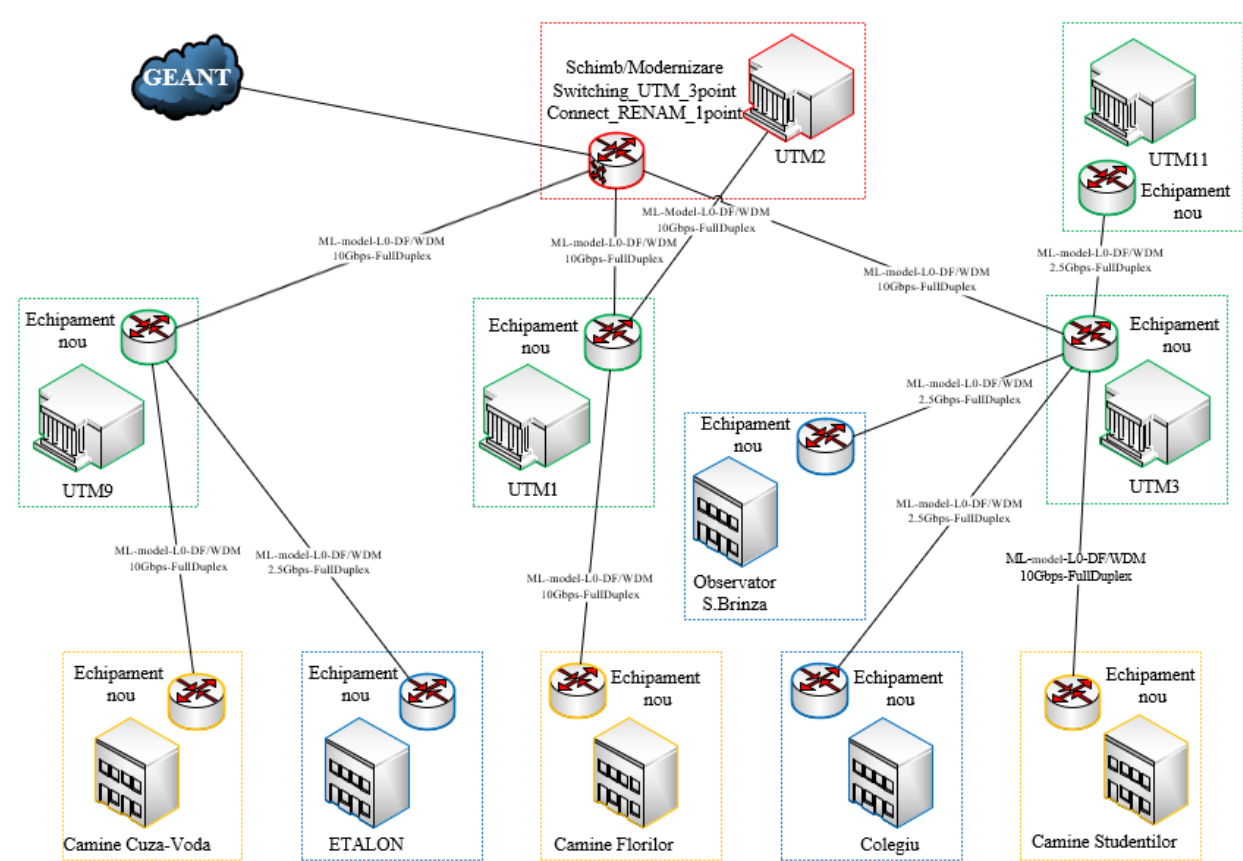 GEANT
Schimb/Modernizare
Switching_UTM_3point
Connect_RENAM_1point
UTM2
UTM11
Echipament
nou
ML-model-L0-DF/WDM
10Gbps-FullDuplex
ML-model-L0-DF/WDM
10Gbps-FullDuplex
ML-Model-L0-DF/WDM
10Gbps-FullDuplex
ML-model-L0-DF/WDM
10Gbps-FullDuplex
ML-model-L0-DF/WDM
2.5Gbps-FullDuplex
Echipament
nou
UTM9
Echipament
nou
UTM1
Echipament
nou
UTM3
ML-model-L0-DF/WDM
2.5Gbps-FullDuplex
Echipament
nou
Observator
S.Brinza
ML-model-L0-DF/WDM
2.5Gbps-FullDuplex
ML-model-L0-DF/WDM
10Gbps-FullDuplex
ML-model-L0-DF/WDM
2.5Gbps-FullDuplex
ML-model-L0-DF/WDM
10Gbps-FullDuplex
ML-model-L0-DF/WDM
10Gbps-FullDuplex
Echipament
nou
Camine Cuza-Voda
Echipament
nou
ETALON
Echipament
nou
Camine Florilor
Echipament
nou
Colegiu
Echipament
nou
Camine Studentilor